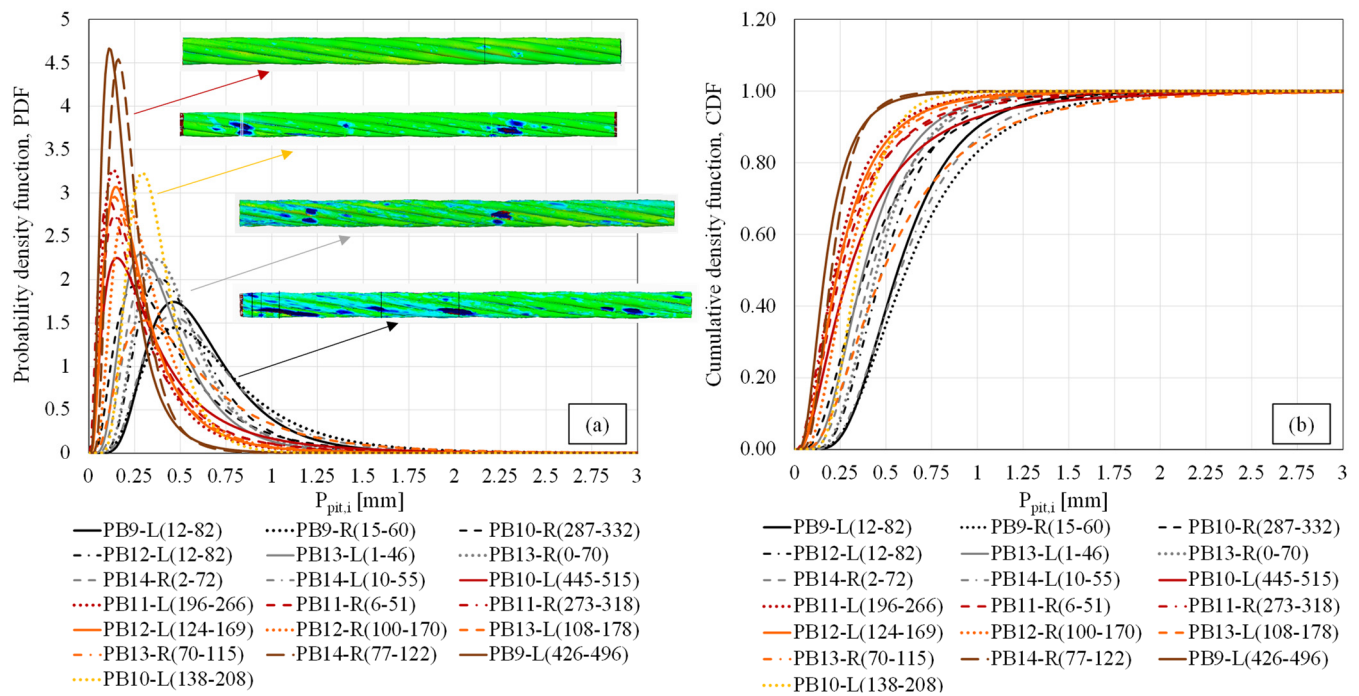 5
4.5
4
3.5
3
2.5
2
1.5
1
0.5
0
0 0.25 0.5 0.75 1 1.25 1.5 1.75 2 2.25 2.5 2.75 3
Probability density function, PDF
P_pit,i [mm]
(a)
PB9-L(12-82) PB9-R(15-60) PB10-R(287-332)
PB12-L(12-82) PB13-L(1-46) PB13-R(0-70)
PB14-R(2-72) PB14-L(10-55) PB10-L(445-515)
PB11-L(196-266) PB11-R(6-51) PB11-R(273-318)
PB12-L(124-169) PB12-R(100-170) PB13-L(108-178)
PB13-R(70-115) PB14-R(77-122) PB9-L(426-496)
PB10-L(138-208)
1.20
1.00
0.80
0.60
0.40
0.20
0.00
0 0.25 0.5 0.75 1 1.25 1.5 1.75 2 2.25 2.5 2.75 3
Cumulative density function, CDF
P_pit,i [mm]
(b)
PB9-L(12-82) PB9-R(15-60) PB10-R(287-332)
PB12-L(12-82) PB13-L(1-46) PB13-R(0-70)
PB14-R(2-72) PB14-L(10-55) PB10-L(445-515)
PB11-L(196-266) PB11-R(6-51) PB11-R(273-318)
PB12-L(124-169) PB12-R(100-170) PB13-L(108-178)
PB13-R(70-115) PB14-R(77-122) PB9-L(426-496)
PB10-L(138-208)